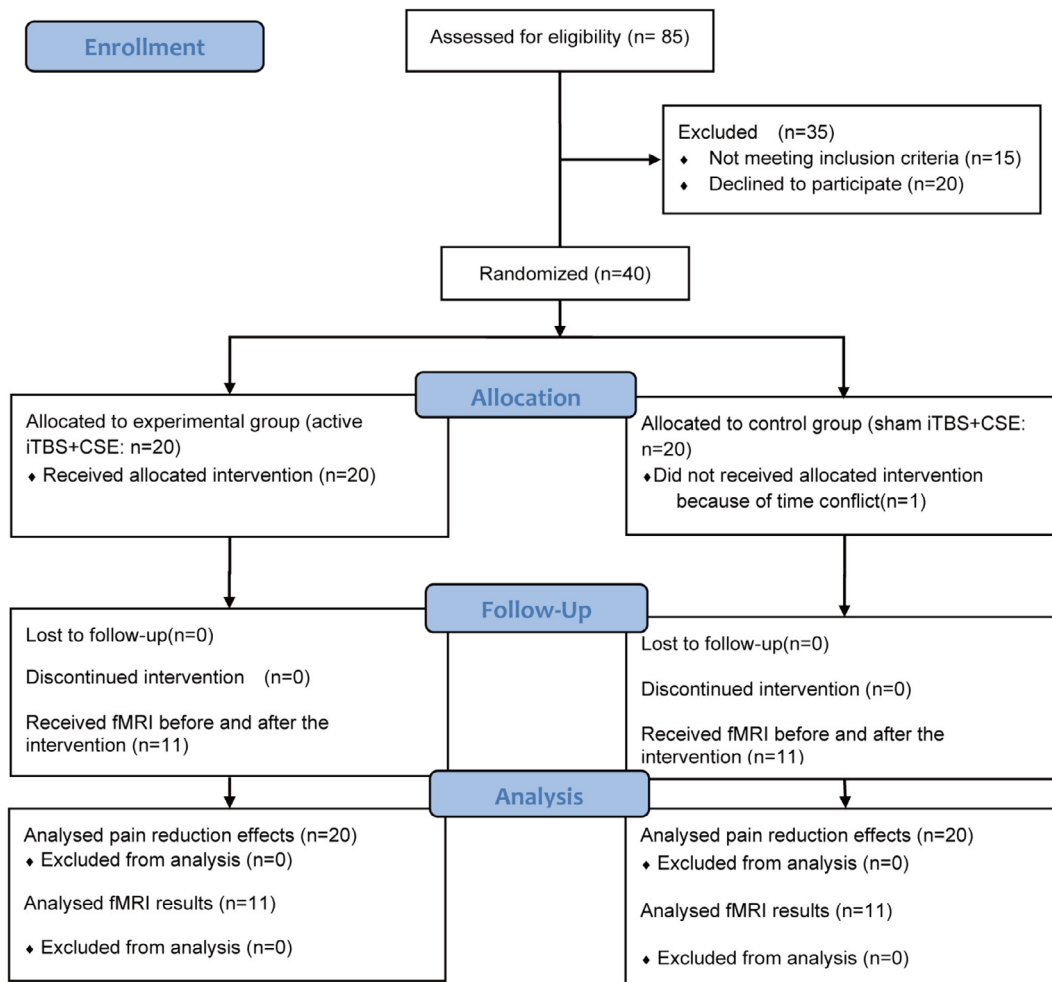 Enrollment
Assessed for eligibility (n= 85)
Excluded (n=35)
♦ Not meeting inclusion criteria (n=15)
♦ Declined to participate (n=20)
Randomized (n=40)
Allocation
Allocated to experimental group (active
iTBS+CSE: n=20)
♦ Received allocated intervention (n=20)
Allocated to control group (sham iTBS+CSE:
n=20)
♦Did not received allocated intervention
because of time conflict(n=1)
Follow-Up
Lost to follow-up(n=0)
Discontinued intervention (n=0)
Received fMRI before and after the
intervention (n=11)
Lost to follow-up(n=0)
Discontinued intervention (n=0)
Received fMRI before and after the
intervention (n=11)
Analysis
Analysed pain reduction effects (n=20)
♦ Excluded from analysis (n=0)
Analysed fMRI results (n=11)
♦ Excluded from analysis (n=0)
Analysed pain reduction effects (n=20)
♦ Excluded from analysis (n=0)
Analysed fMRI results (n=11)
♦ Excluded from analysis (n=0)